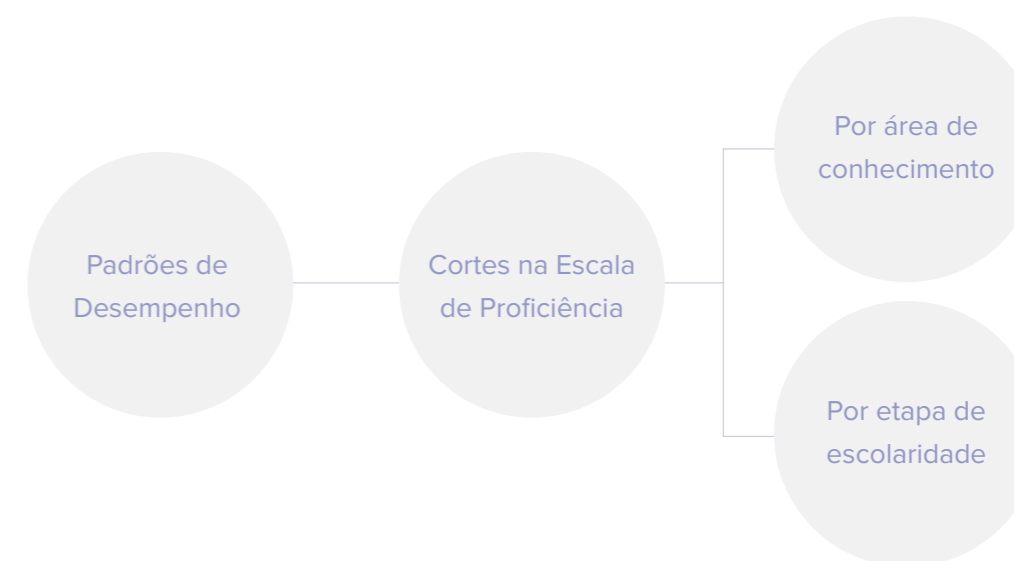 Padrões de
Desempenho
Cortes na Escala
de Proficiência
Por área de
conhecimento
Por etapa de
escolaridade